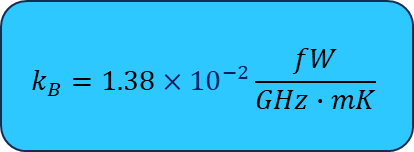 k_B = 1.38 × 10⁻² fW / (GHz · mK)